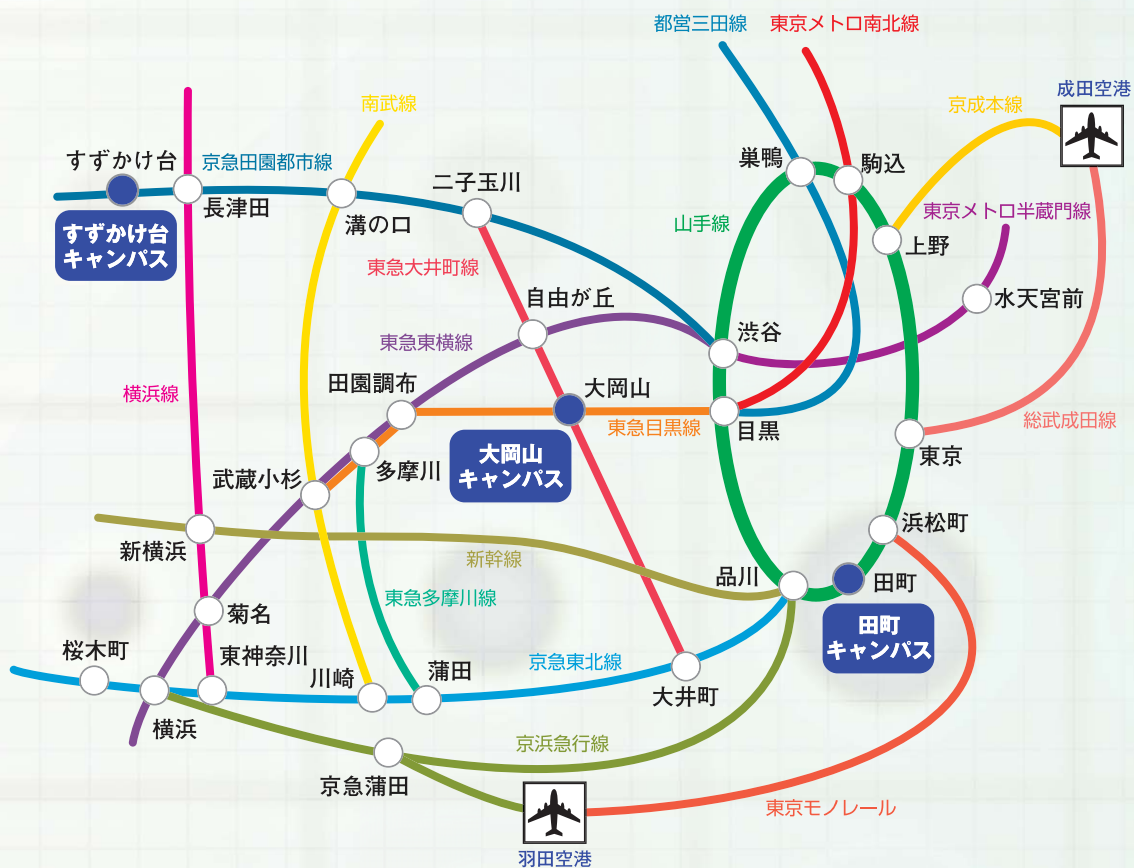 都営三田線
東京メトロ南北線
成田空港
京成本線
南武線
すずかけ台
京急田園都市線
二子玉川
巣鴨
駒込
長津田
溝の口
山手線
東京メトロ半蔵門線
上野
すずかけ台
キャンパス
東急大井町線
自由が丘
水天宮前
東急東横線
渋谷
田園調布
大岡山
横浜線
東急目黒線
目黒
総武成田線
東京
大岡山
キャンパス
多摩川
武蔵小杉
浜松町
新横浜
新幹線
品川
田町
東急多摩川線
菊名
田町
キャンパス
桜木町
東神奈川
川崎
蒲田
京急東北線
大井町
横浜
京浜急行線
京急蒲田
東京モノレール
羽田空港